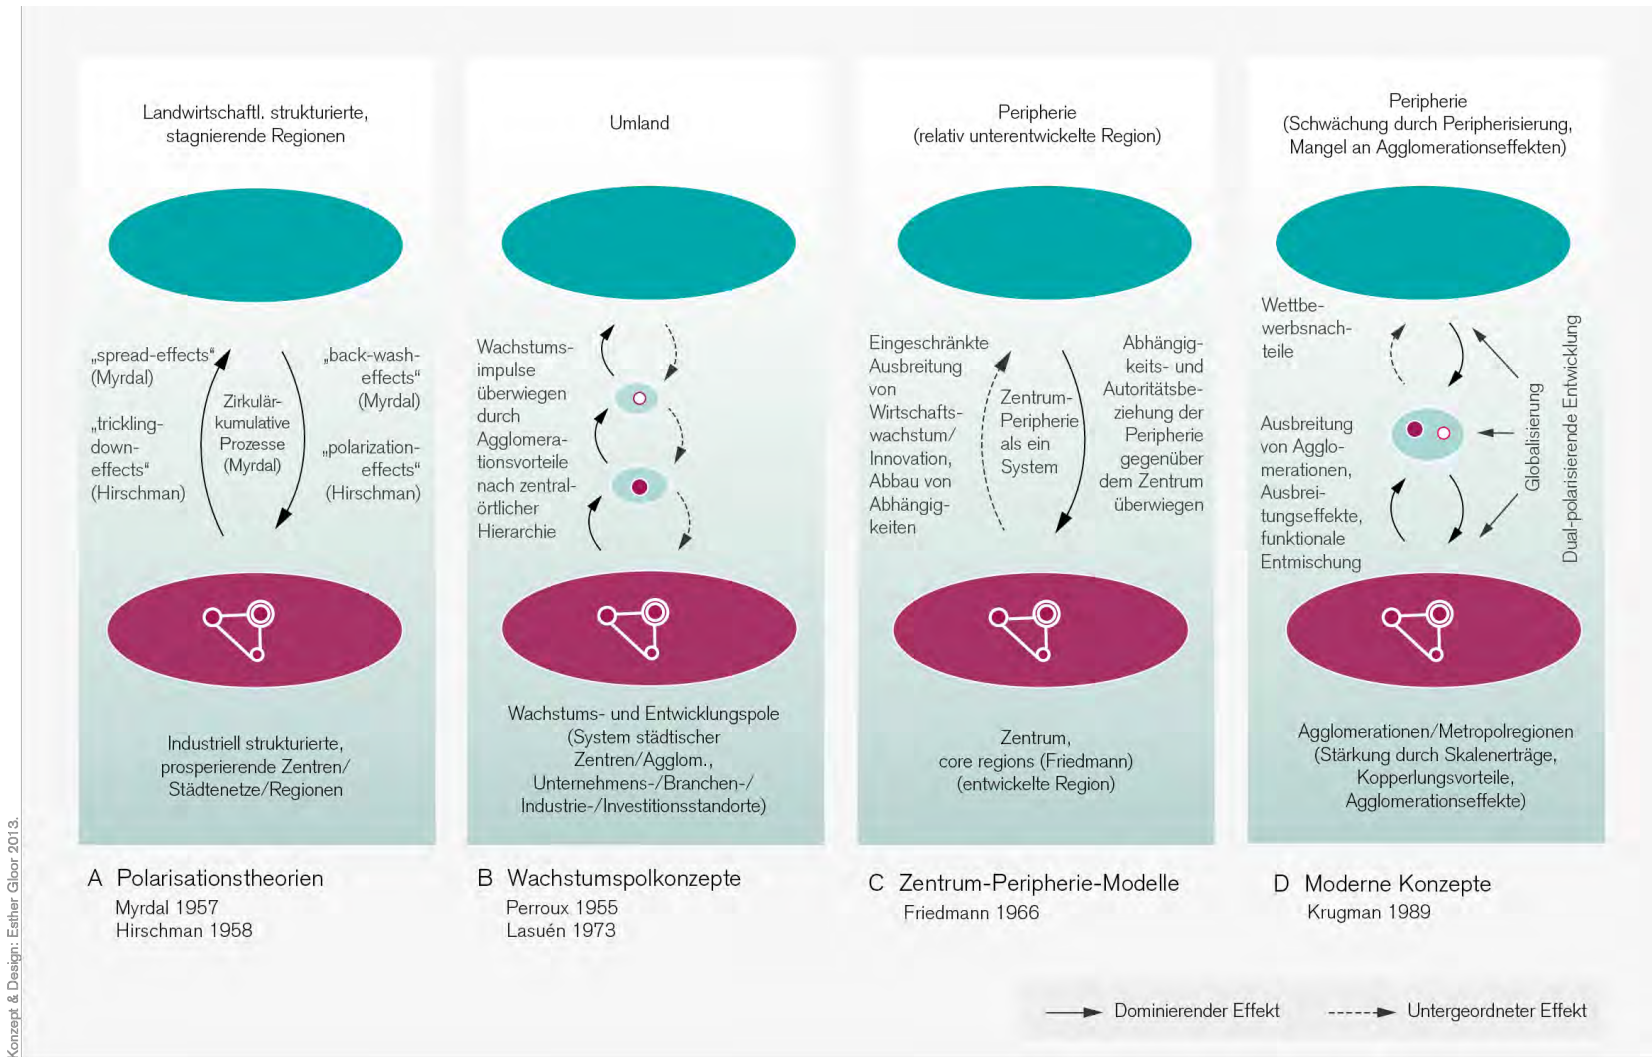 Landwirtschaftl. strukturierte,
stagnierende Regionen
„spread-effects“
(Myrdal)
„trickling-
down-
effects“
(Hirschman)
Zirkulär-
kumulative
Prozesse
(Myrdal)
„back-wash-
effects“
(Myrdal)
„polarization-
effects“
(Hirschman)
Industriell strukturierte,
prosperierende Zentren/
Städtenetze/Regionen
A Polarisationstheorien
Myrdal 1957
Hirschman 1958
Umland
Wachstums-
impulse
überwiegen
durch
Agglomera-
tionsvorteile
nach zentral-
örtlicher
Hierarchie
Wachstums- und Entwicklungspole
(System städtischer
Zentren/Agglom.,
Unternehmens-/Branchen-/
Industrie-/Investitionsstandorte)
B Wachstumspolkonzepte
Perroux 1955
Lasuén 1973
Peripherie
(relativ unterentwickelte Region)
Eingeschränkte
Ausbreitung
von
Wirtschafts-
wachstum/
Innovation,
Abbau von
Abhängig-
keiten
Zentrum-
Peripherie
als ein
System
Abhängig-
keits- und
Autoritätsbe-
ziehung der
Peripherie
gegenüber
dem Zentrum
überwiegen
Zentrum,
core regions (Friedmann)
(entwickelte Region)
C Zentrum-Peripherie-Modelle
Friedmann 1966
Peripherie
(Schwächung durch Peripherisierung,
Mangel an Agglomerationseffekten)
Wettbe-
werbsnach-
teile
Ausbreitung
von Agglo-
merationen,
Ausbrei-
tungseffekte,
funktionale
Entmischung
Globalisierung
Dual-polarisierende Entwicklung
Agglomerationen/Metropolregionen
(Stärkung durch Skalenerträge,
Kopperlungsvorteile,
Agglomerationseffekte)
D Moderne Konzepte
Krugman 1989
Dominierender Effekt
Untergeordneter Effekt
Konzept & Design: Esther Gloor 2013.